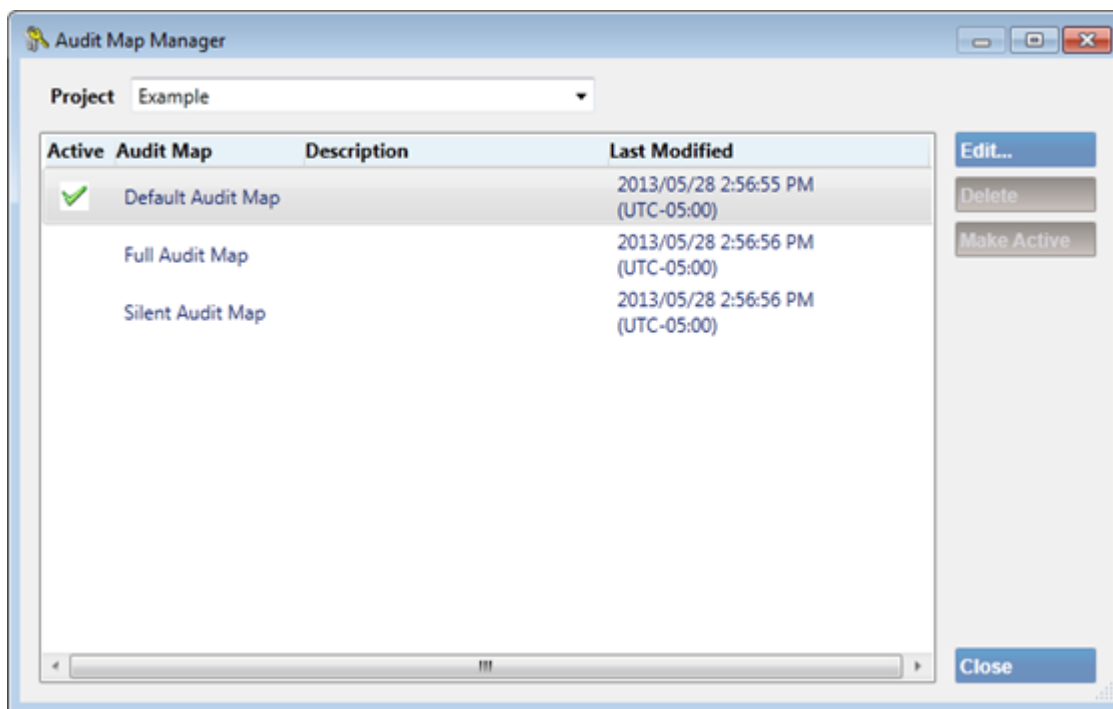 Audit Map Manager
Project Example
Active Audit Map Description Last Modified
Default Audit Map 2013/05/28 2:56:55 PM
(UTC-05:00)
Full Audit Map 2013/05/28 2:56:56 PM
(UTC-05:00)
Silent Audit Map 2013/05/28 2:56:56 PM
(UTC-05:00)
Edit...
Delete
Make Active
Close